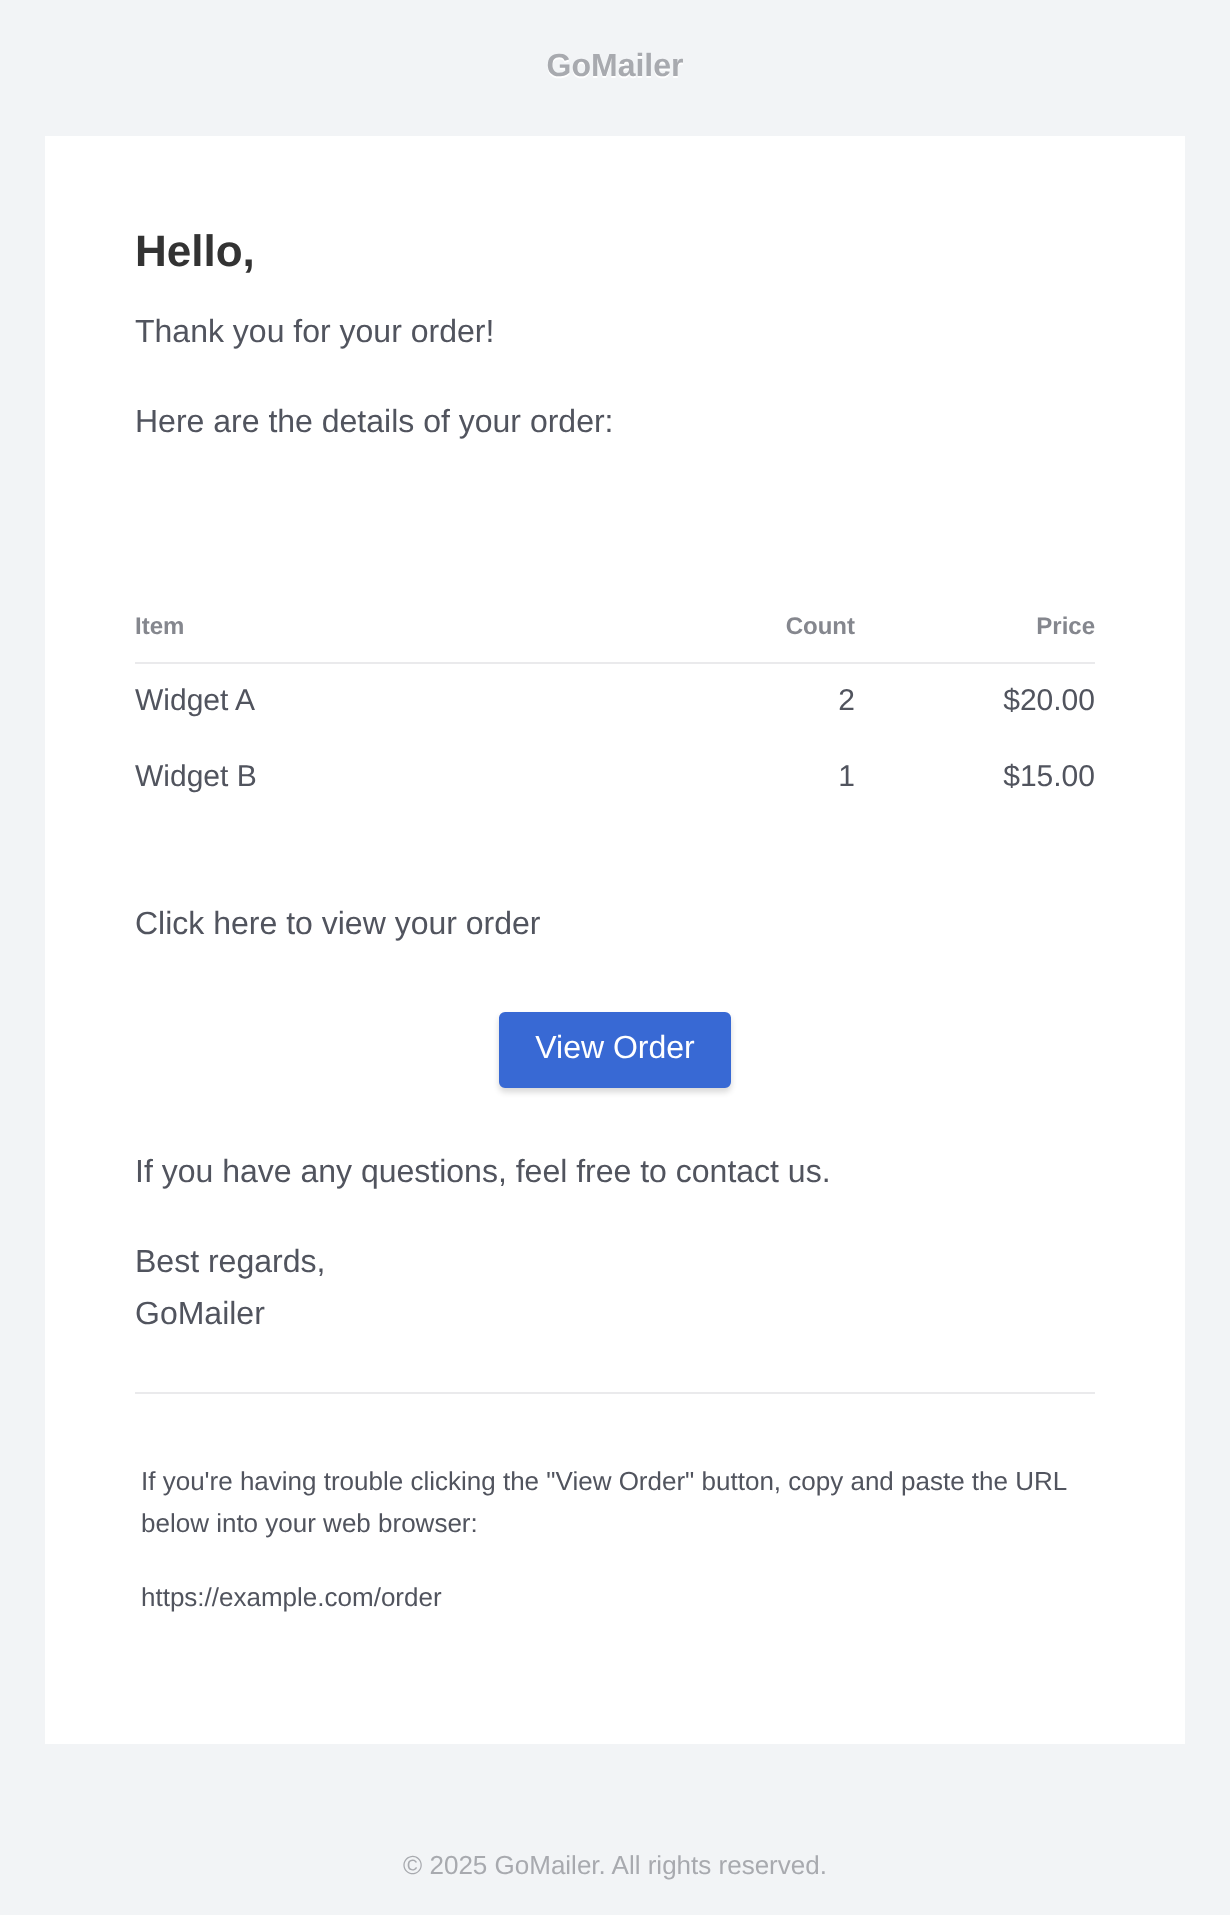 GoMailer
Hello,
Thank you for your order!
Here are the details of your order:
Item Count Price
Widget A 2 $20.00
Widget B 1 $15.00
Click here to view your order
View Order
If you have any questions, feel free to contact us.
Best regards,
GoMailer
If you're having trouble clicking the "View Order" button, copy and paste the URL
below into your web browser:
https://example.com/order
© 2025 GoMailer. All rights reserved.